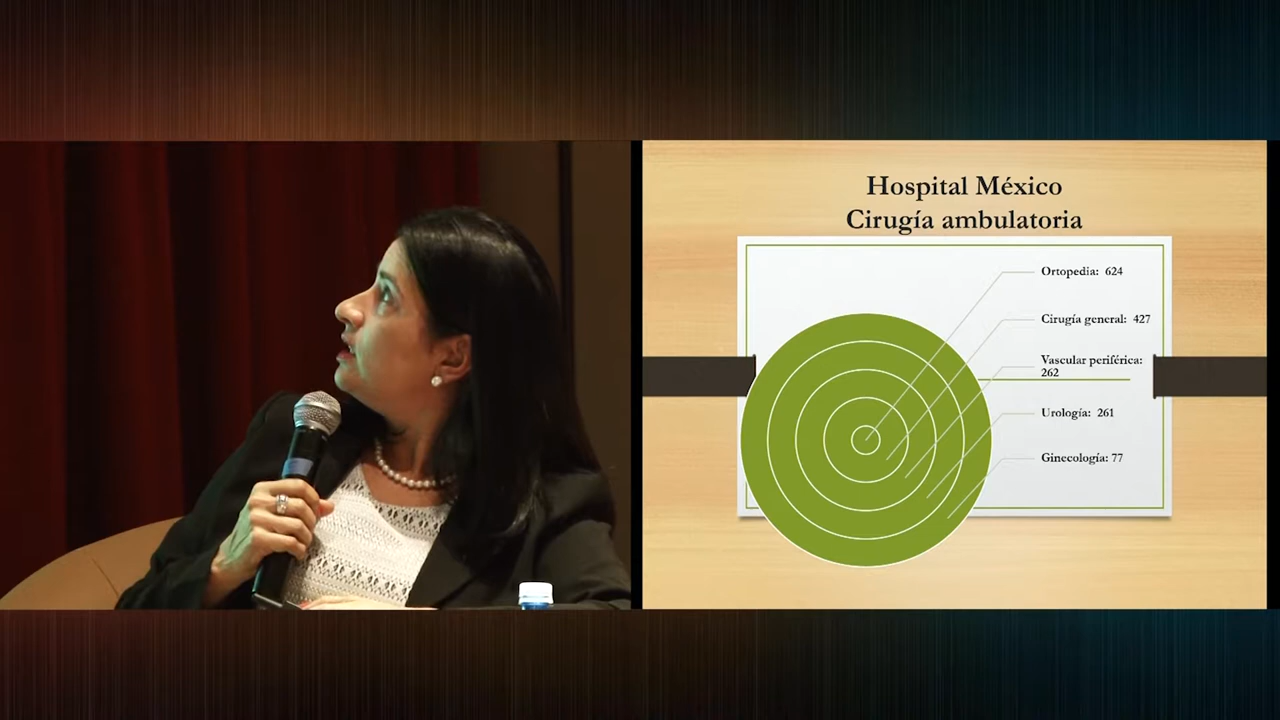 Hospital México
Cirugía ambulatoria
Ortopedia: 624
Cirugía general: 427
Vascular periférica:
262
Urología: 261
Ginecología: 77